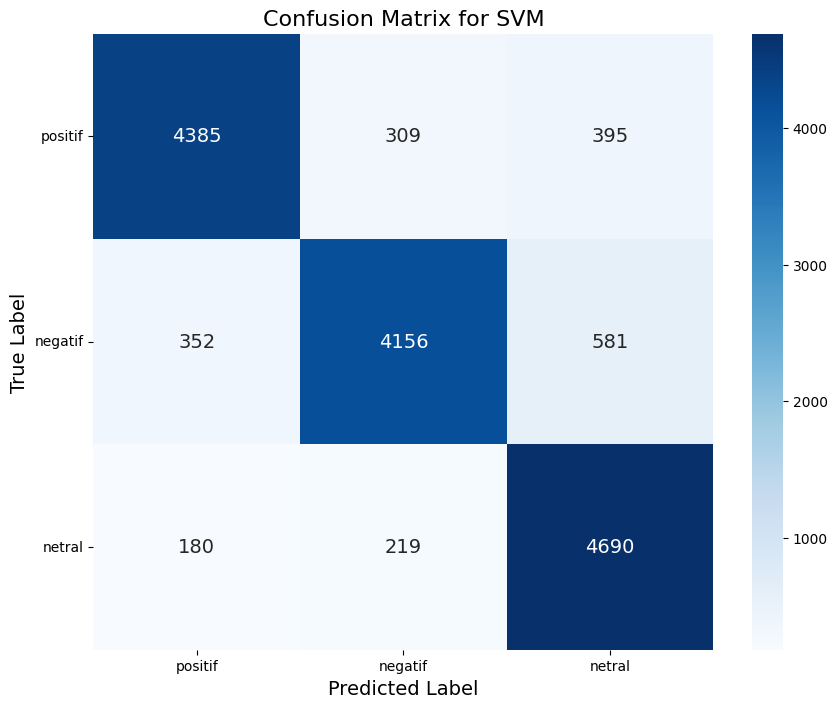 Confusion Matrix for SVM
positif
4385
309
395
4000
3000
True Label
negatif
352
4156
581
2000
netral
180
219
4690
1000
positif
negatif
netral
Predicted Label